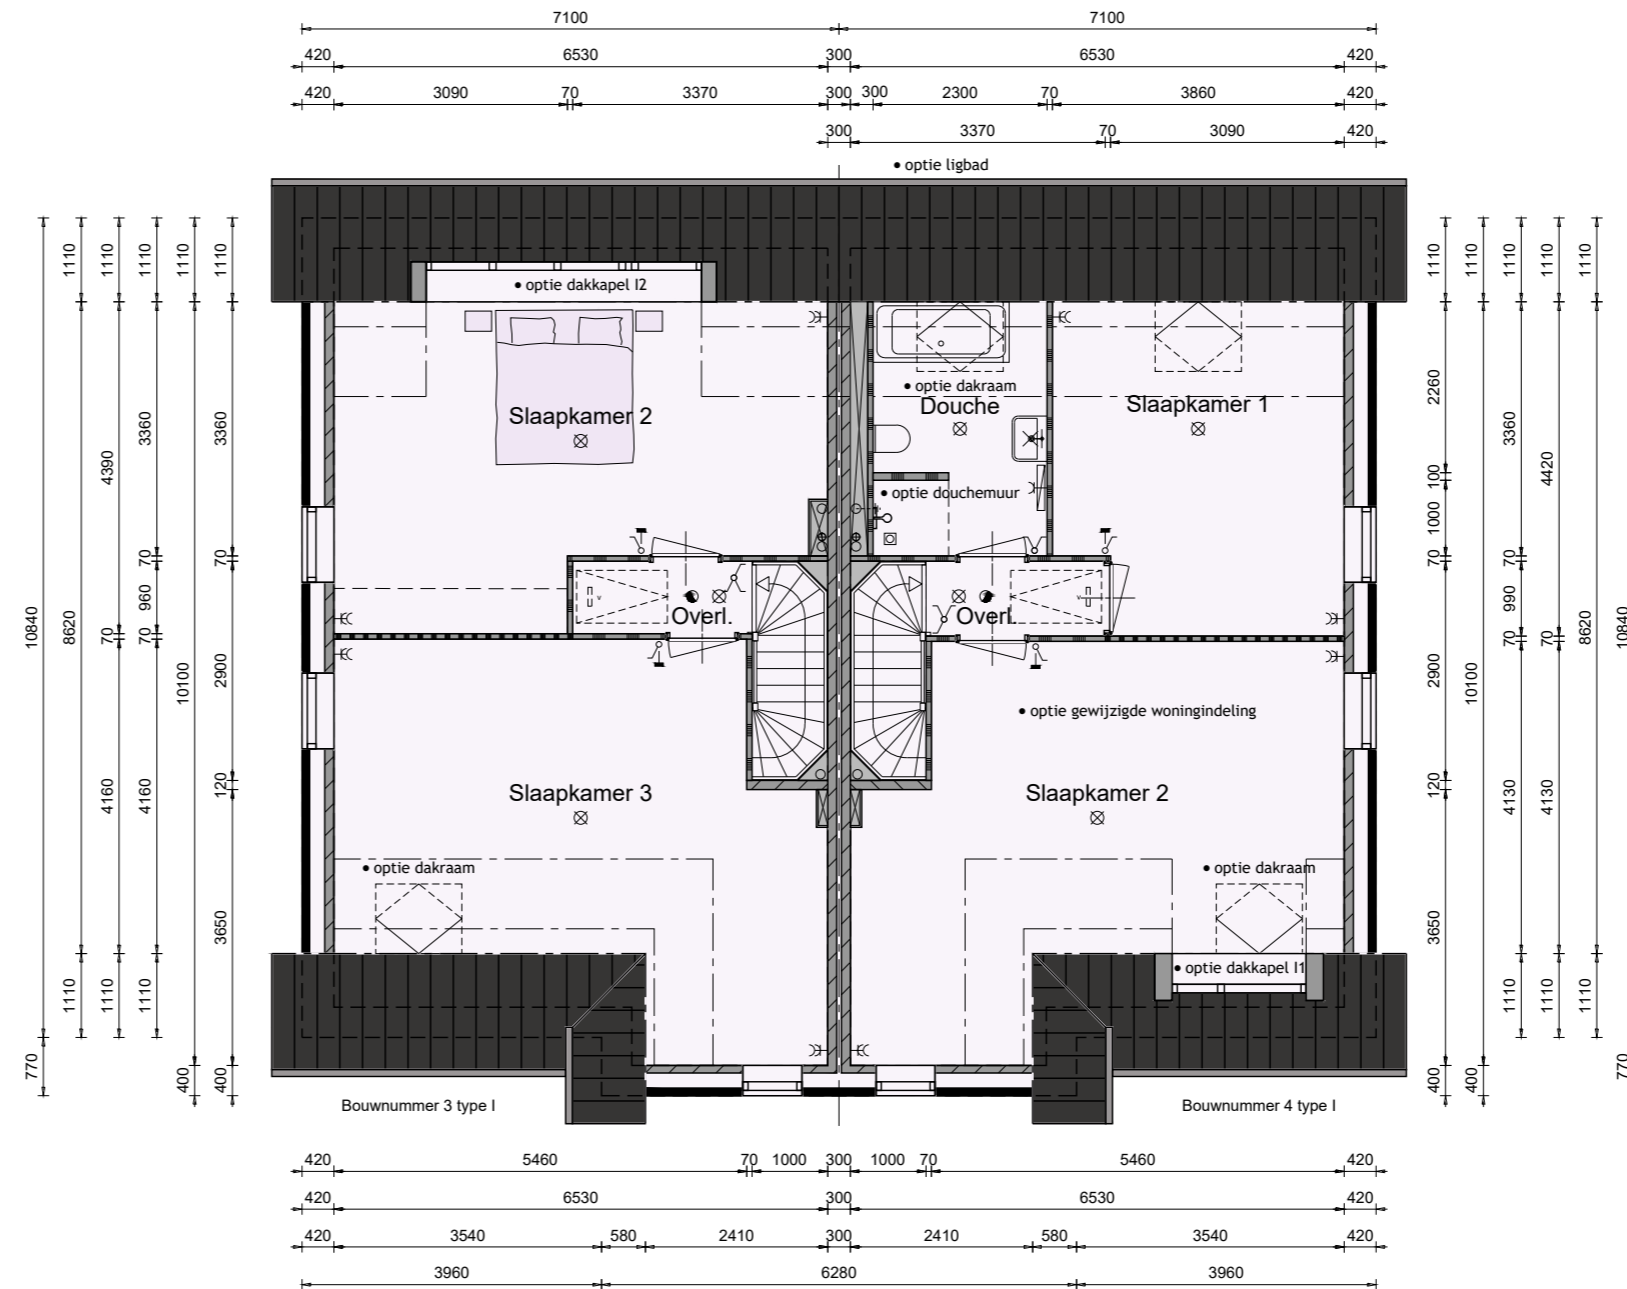 7100 7100
420 6530 300 6530 420
420 3090 70 3370 300 300 2300 70 3860 420
300 3370 70 3090 420
• optie ligbad
1110 1110 1110 1110 1110 1110 1110 1110 1110 1110
• optie dakkapel I2
• optie dakraam
Slaapkamer 2
Douche
Slaapkamer 1
3360 3360 4390 2260 3360 4420
• optie douchemuur
100
1000
70 70 70 70
960 990
Overl.
Overl.
70 70 70 70
10840 8620 8620 10840
10100 2900 2900 10100
• optie gewijzigde woningindeling
120 120
4160 4160 4130 4130
Slaapkamer 3
Slaapkamer 2
• optie dakraam
• optie dakraam
3650 3650
• optie dakkapel I1
1110 1110 1110 1110 1110 1110
770 400 400 400 400 770
Bouwnummer 3 type I
Bouwnummer 4 type I
420 5460 70 1000 300 1000 70 5460 420
420 6530 300 6530 420
420 3540 580 2410 300 2410 580 3540 420
3960 6280 3960